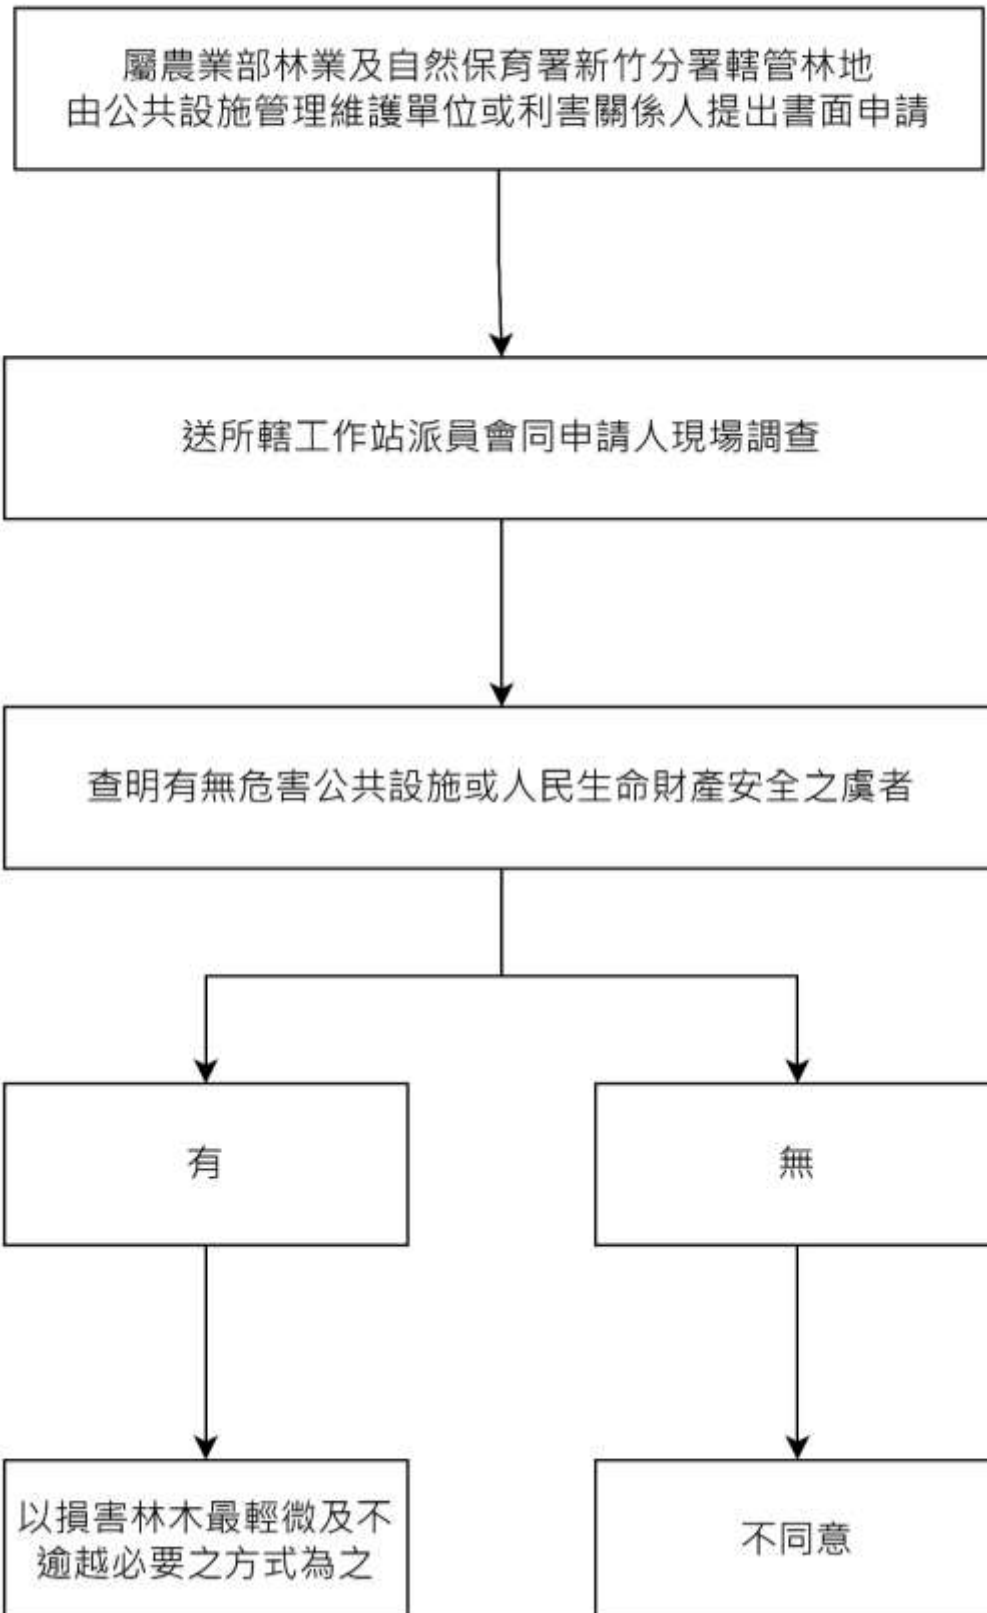 屬農業部林業及自然保育署新竹分署轄管林地
由公共設施管理維護單位或利害關係人提出書面申請
送所轄工作站派員會同申請人現場調查
查明有無危害公共設施或人民生命財產安全之虞者
有
無
以損害林木最輕微及不
逾越必要之方式為之
不同意